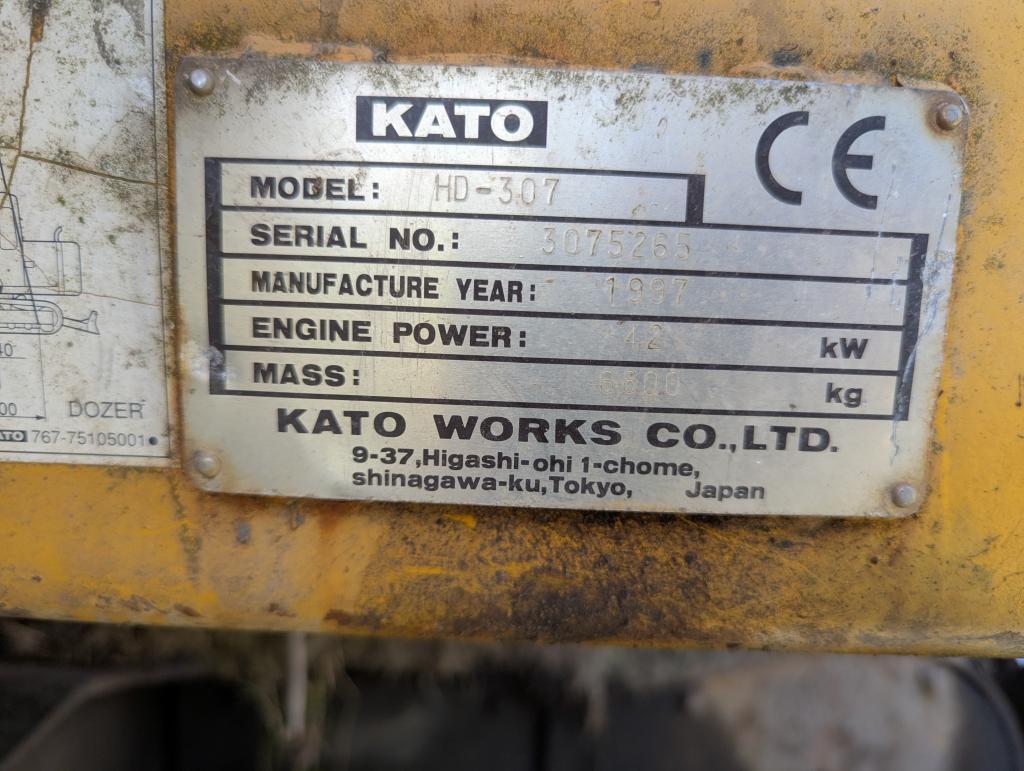 KATO
CE
MODEL: HD-307
SERIAL NO.: 3075265
MANUFACTURE YEAR: 1997
ENGINE POWER: 42 kW
MASS: 6800 kg
KATO WORKS CO.,LTD.
9-37,Higashi-ohi 1-chome,
shinagawa-ku,Tokyo, Japan
DOZER
767-75105001